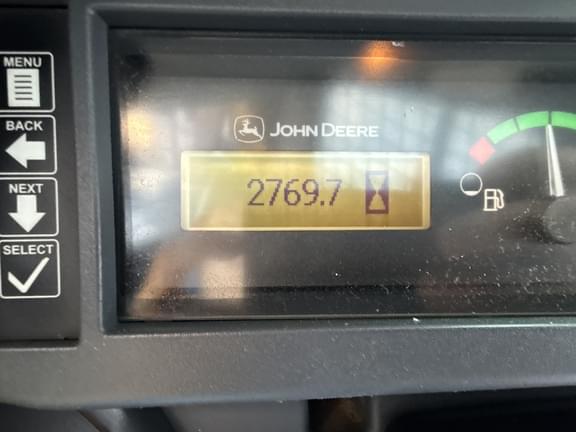 MENU
BACK
NEXT
SELECT
JOHN DEERE
2769.7